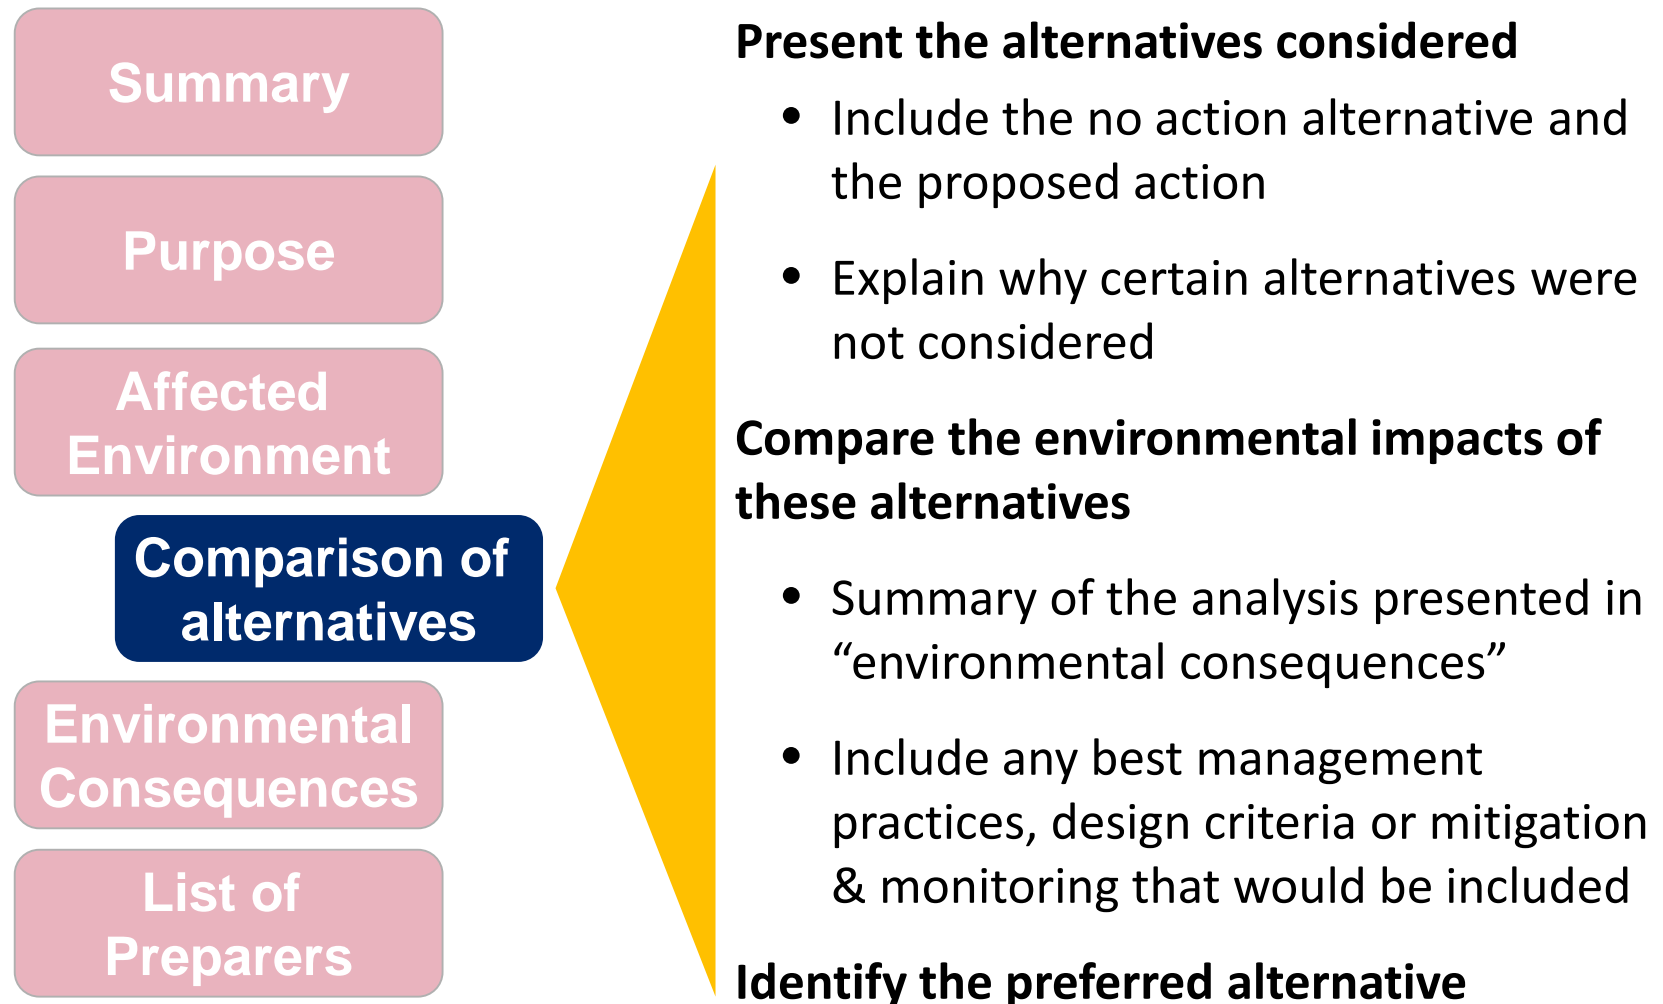 Summary
Purpose
Affected
Environment
Comparison of
alternatives
Environmental
Consequences
List of
Preparers
Present the alternatives considered
• Include the no action alternative and
the proposed action
• Explain why certain alternatives were
not considered
Compare the environmental impacts of
these alternatives
• Summary of the analysis presented in
“environmental consequences”
• Include any best management
practices, design criteria or mitigation
& monitoring that would be included
Identify the preferred alternative